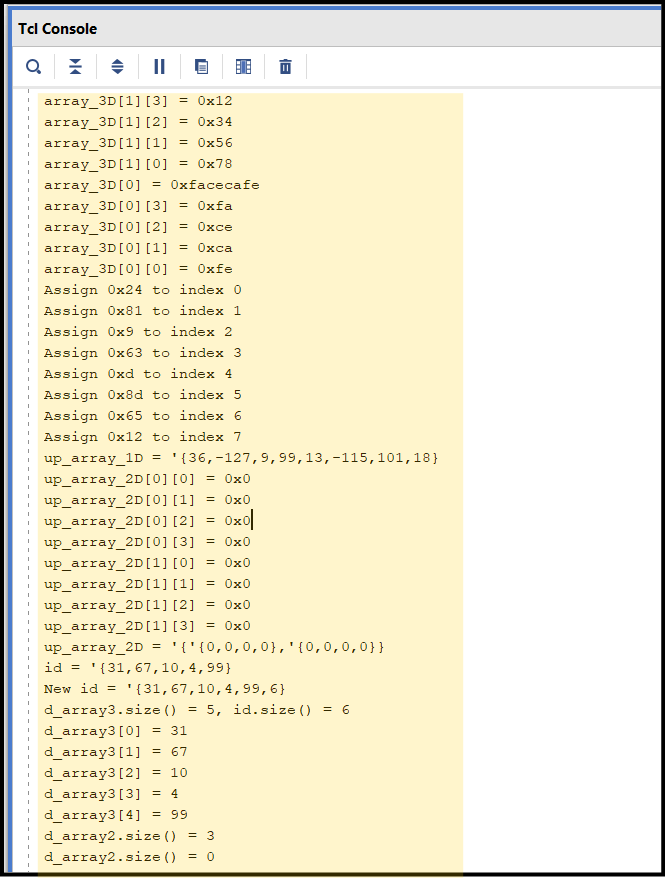 Tcl Console
array_3D[1][3] = 0x12
array_3D[1][2] = 0x34
array_3D[1][1] = 0x56
array_3D[1][0] = 0x78
array_3D[0] = 0xfacecafe
array_3D[0][3] = 0xfa
array_3D[0][2] = 0xce
array_3D[0][1] = 0xca
array_3D[0][0] = 0xfe
Assign 0x24 to index 0
Assign 0x81 to index 1
Assign 0x9 to index 2
Assign 0x63 to index 3
Assign 0xd to index 4
Assign 0x8d to index 5
Assign 0x65 to index 6
Assign 0x12 to index 7
up_array_1D = '{36,-127,9,99,13,-115,101,18}
up_array_2D[0][0] = 0x0
up_array_2D[0][1] = 0x0
up_array_2D[0][2] = 0x0
up_array_2D[0][3] = 0x0
up_array_2D[1][0] = 0x0
up_array_2D[1][1] = 0x0
up_array_2D[1][2] = 0x0
up_array_2D[1][3] = 0x0
up_array_2D = '{'{0,0,0,0},'{0,0,0,0}}
id = '{31,67,10,4,99}
New id = '{31,67,10,4,99,6}
d_array3.size() = 5, id.size() = 6
d_array3[0] = 31
d_array3[1] = 67
d_array3[2] = 10
d_array3[3] = 4
d_array3[4] = 99
d_array2.size() = 3
d_array2.size() = 0